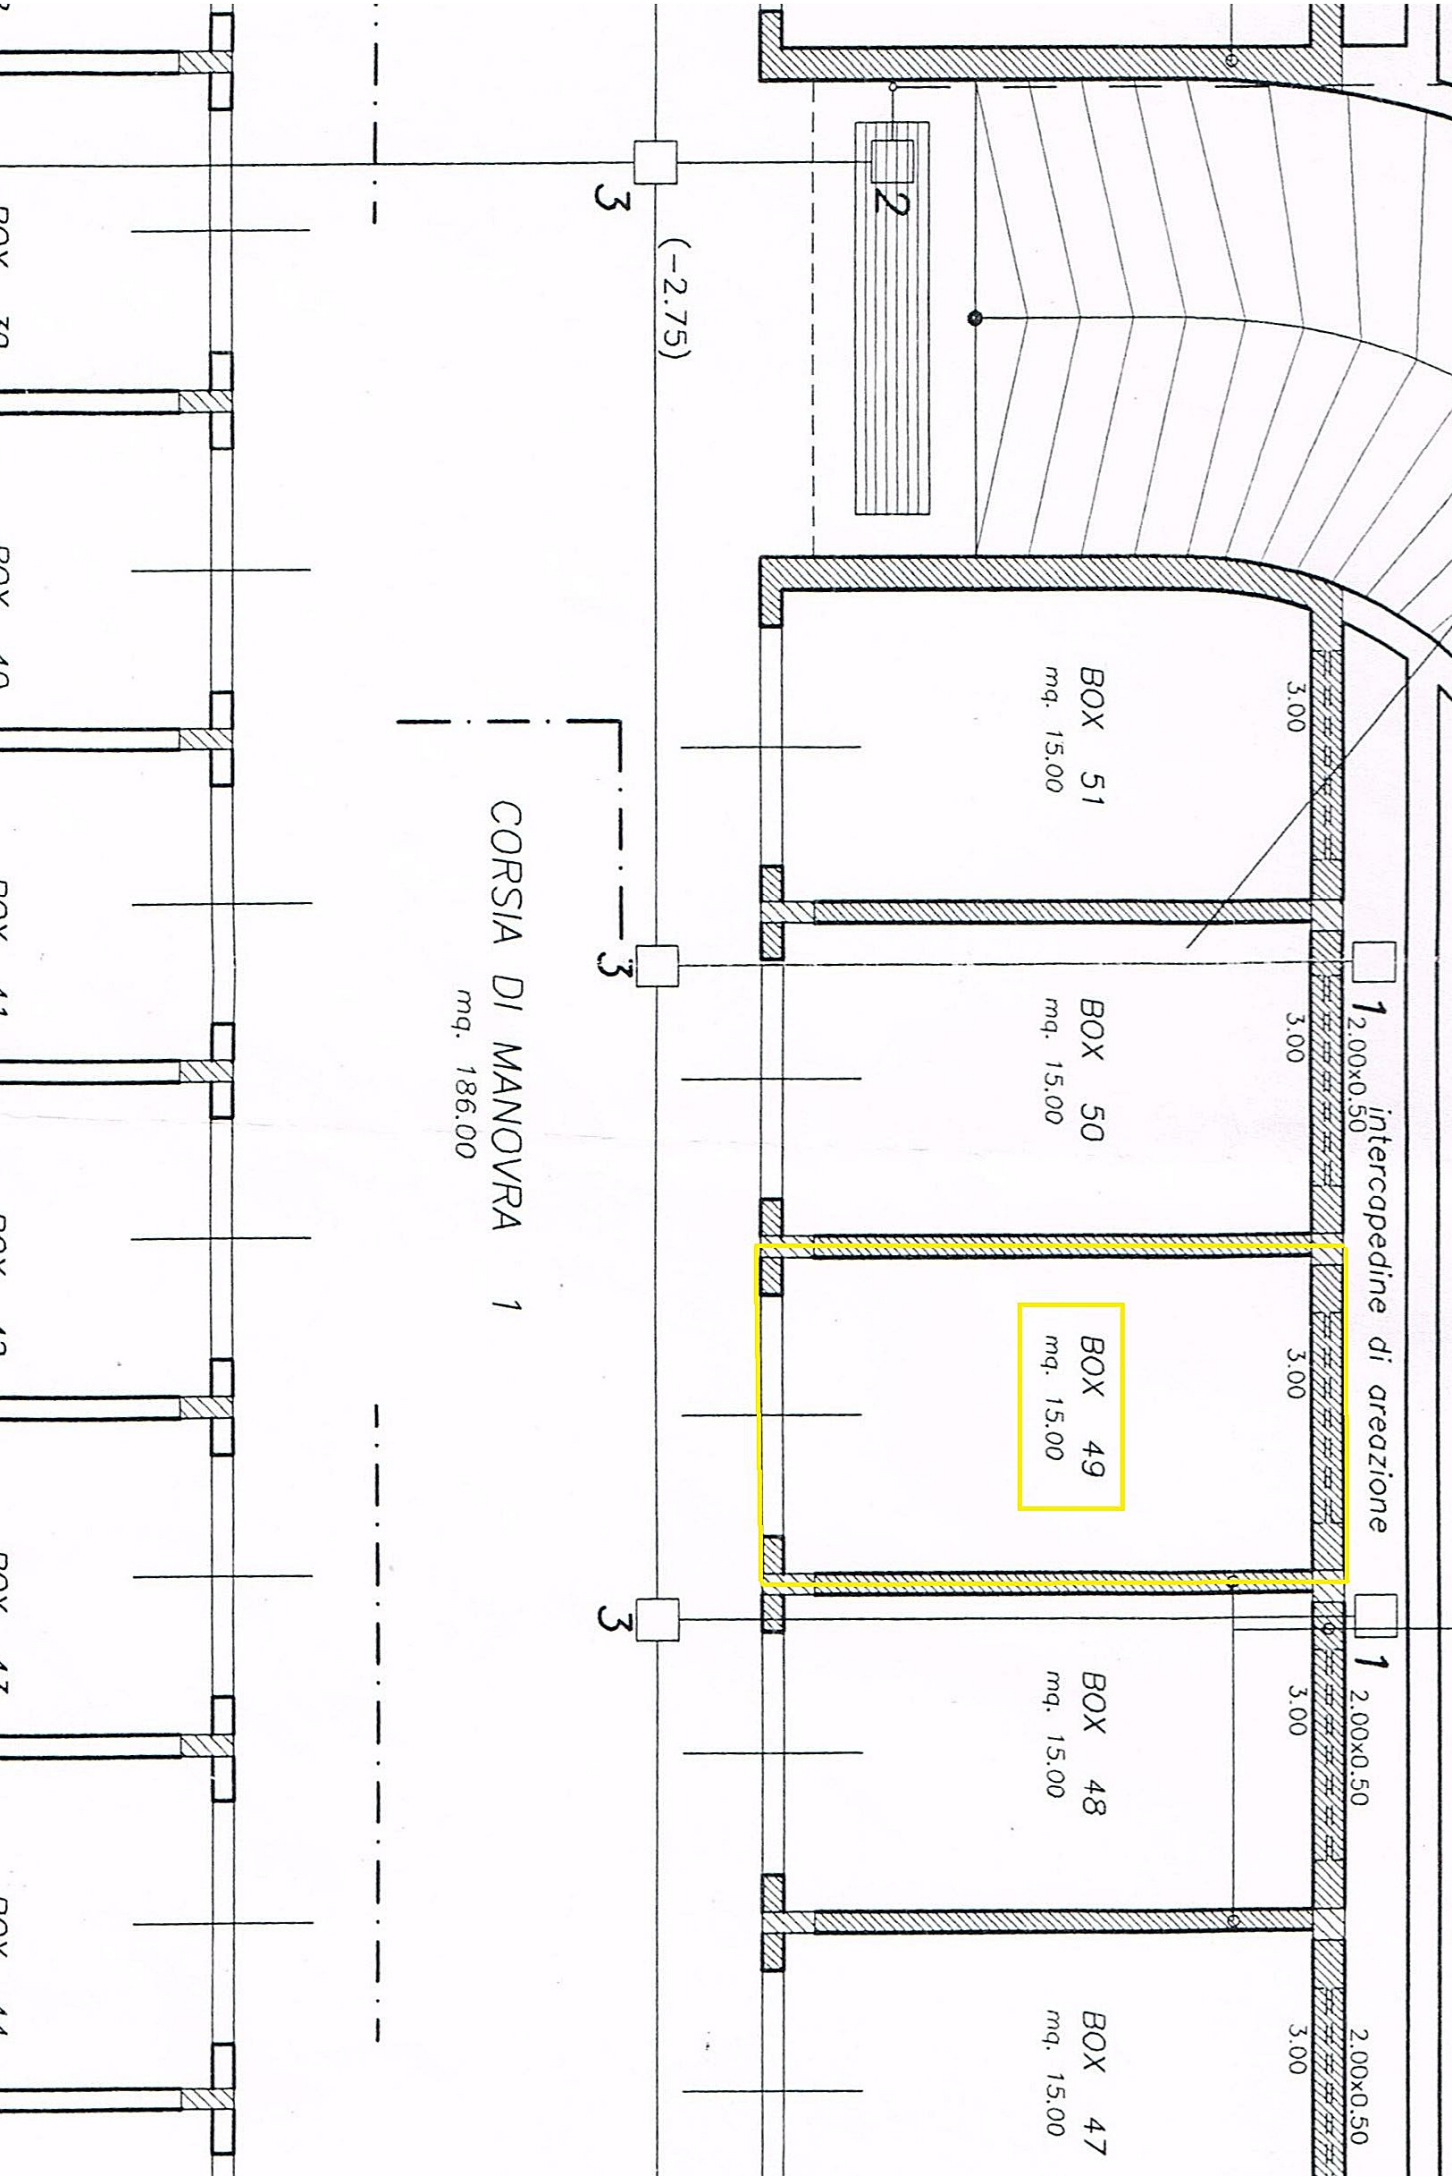 3
2
(-2.75)
BOX 51
mq. 15.00
3.00
3
1
2.00x0.50
BOX 50
mq. 15.00
3.00
intercapedine di areazione
CORSIA DI MANOVRA 1
mq. 186.00
BOX 49
mq. 15.00
3.00
3
1
2.00x0.50
BOX 48
mq. 15.00
3.00
BOX 47
mq. 15.00
3.00
2.00x0.50